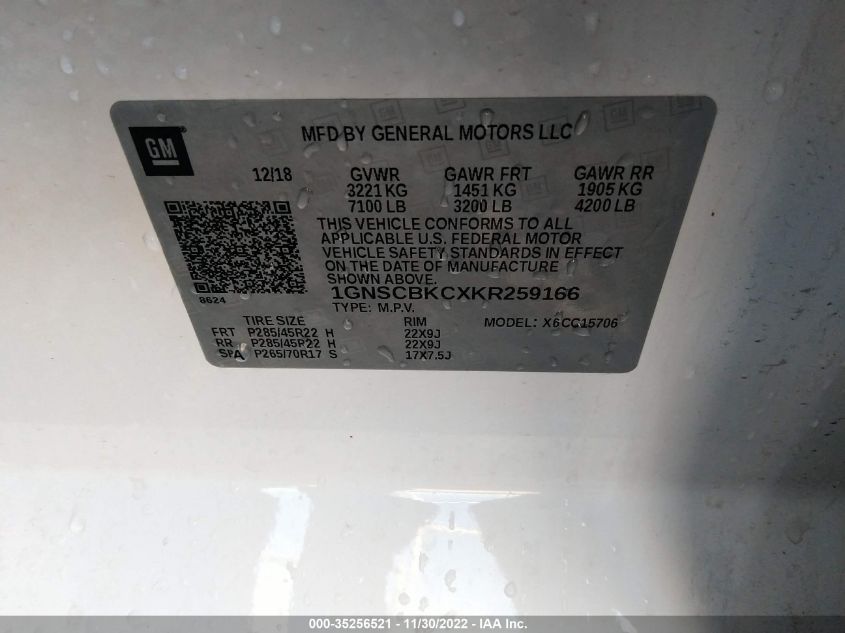 GM
MFD BY GENERAL MOTORS LLC
12/18 GVWR GAWR FRT GAWR RR
3221 KG 1451 KG 1905 KG
7100 LB 3200 LB 4200 LB
THIS VEHICLE CONFORMS TO ALL
APPLICABLE U.S. FEDERAL MOTOR
VEHICLE SAFETY STANDARDS IN EFFECT
ON THE DATE OF MANUFACTURE
SHOWN ABOVE.
8624
1GNSCBKCXKR259166
TYPE: M.P.V. MODEL: X6CC15706
TIRE SIZE RIM
FRT P285/45R22 H 22X9J
RR P285/45R22 H 22X9J
SPA P265/70R17 S 17X7.5J
000-35256521 - 11/30/2022 - IAA Inc.